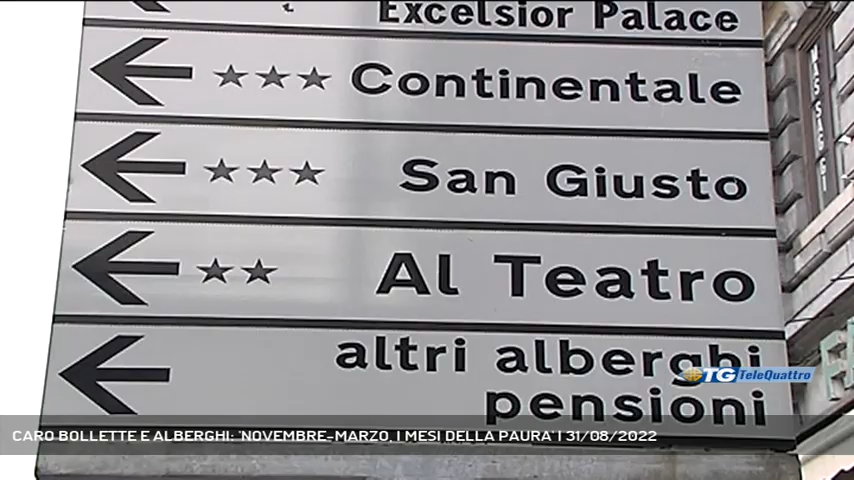 Excelsior Palace
← ★★★ Continentale
← ★★★ San Giusto
← ★★ Al Teatro
← altri alberghi
pensioni
TG TeleQuattro
CARO BOLLETTE E ALBERGHI: "NOVEMBRE-MARZO, I MESI DELLA PAURA" | 31/08/2022